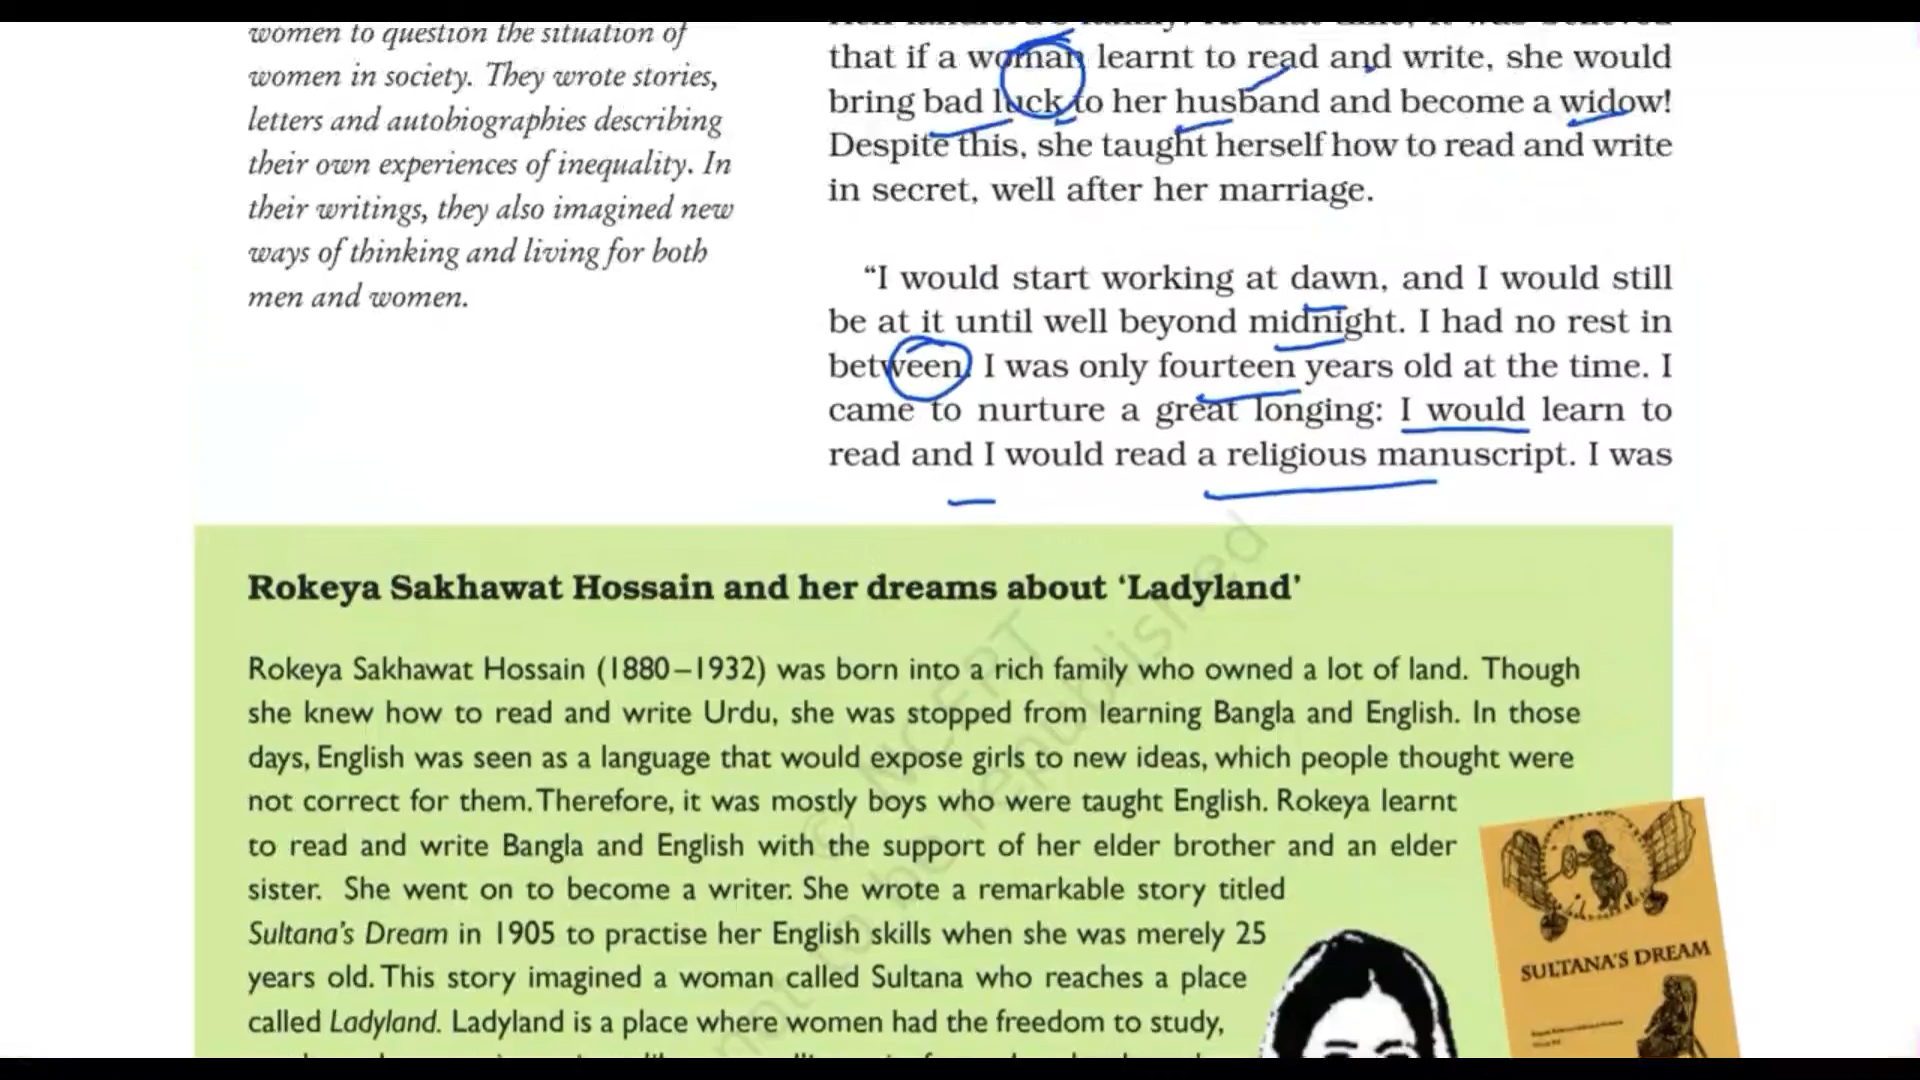 women to question the situation of
women in society. They wrote stories,
letters and autobiographies describing
their own experiences of inequality. In
their writings, they also imagined new
ways of thinking and living for both
men and women.
that if a woman learnt to read and write, she would
bring bad luck to her husband and become a widow!
Despite this, she taught herself how to read and write
in secret, well after her marriage.
“I would start working at dawn, and I would still
be at it until well beyond midnight. I had no rest in
between. I was only fourteen years old at the time. I
came to nurture a great longing: I would learn to
read and I would read a religious manuscript. I was
Rokeya Sakhawat Hossain and her dreams about ‘Ladyland’
Rokeya Sakhawat Hossain (1880–1932) was born into a rich family who owned a lot of land. Though
she knew how to read and write Urdu, she was stopped from learning Bangla and English. In those
days, English was seen as a language that would expose girls to new ideas, which people thought were
not correct for them. Therefore, it was mostly boys who were taught English. Rokeya learnt
to read and write Bangla and English with the support of her elder brother and an elder
sister. She went on to become a writer. She wrote a remarkable story titled
Sultana’s Dream in 1905 to practise her English skills when she was merely 25
years old. This story imagined a woman called Sultana who reaches a place
called Ladyland. Ladyland is a place where women had the freedom to study,
SULTANA'S DREAM
© NCERT
not to be republished